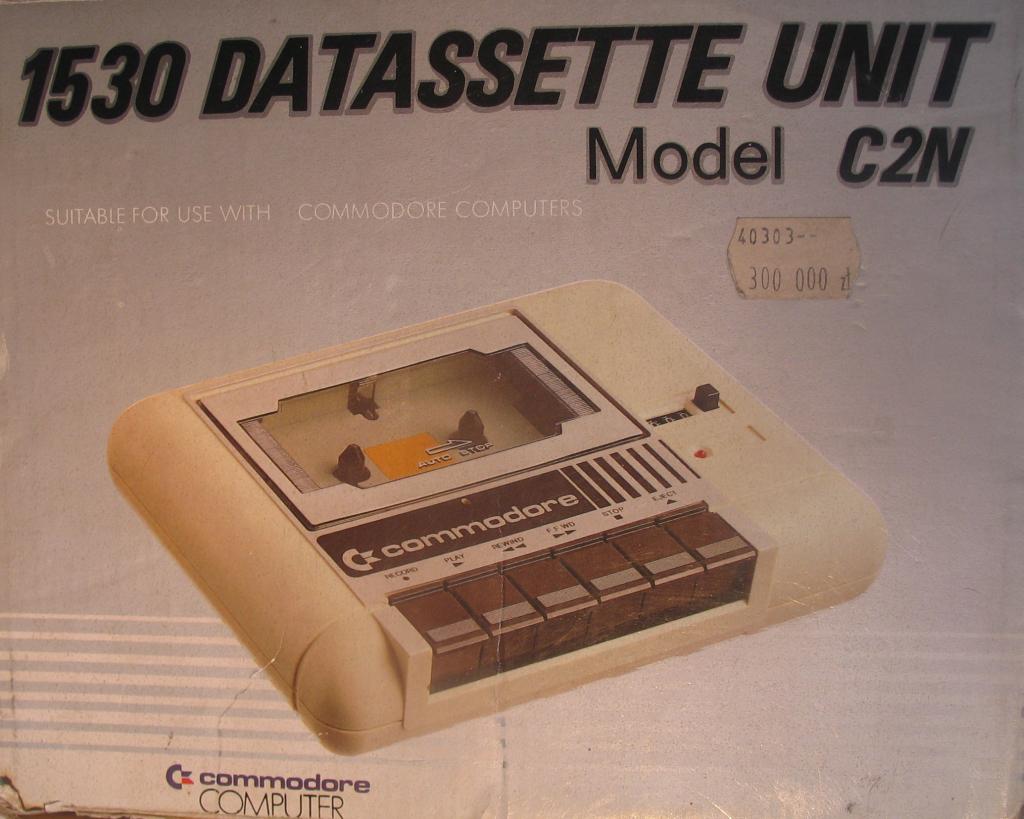 1530 DATASSETTE UNIT
Model C2N
SUITABLE FOR USE WITH COMMODORE COMPUTERS
40303--
300 000 zł
AUTO STOP
commodore
RECORD PLAY REWIND F.FWD STOP EJECT
commodore
COMPUTER